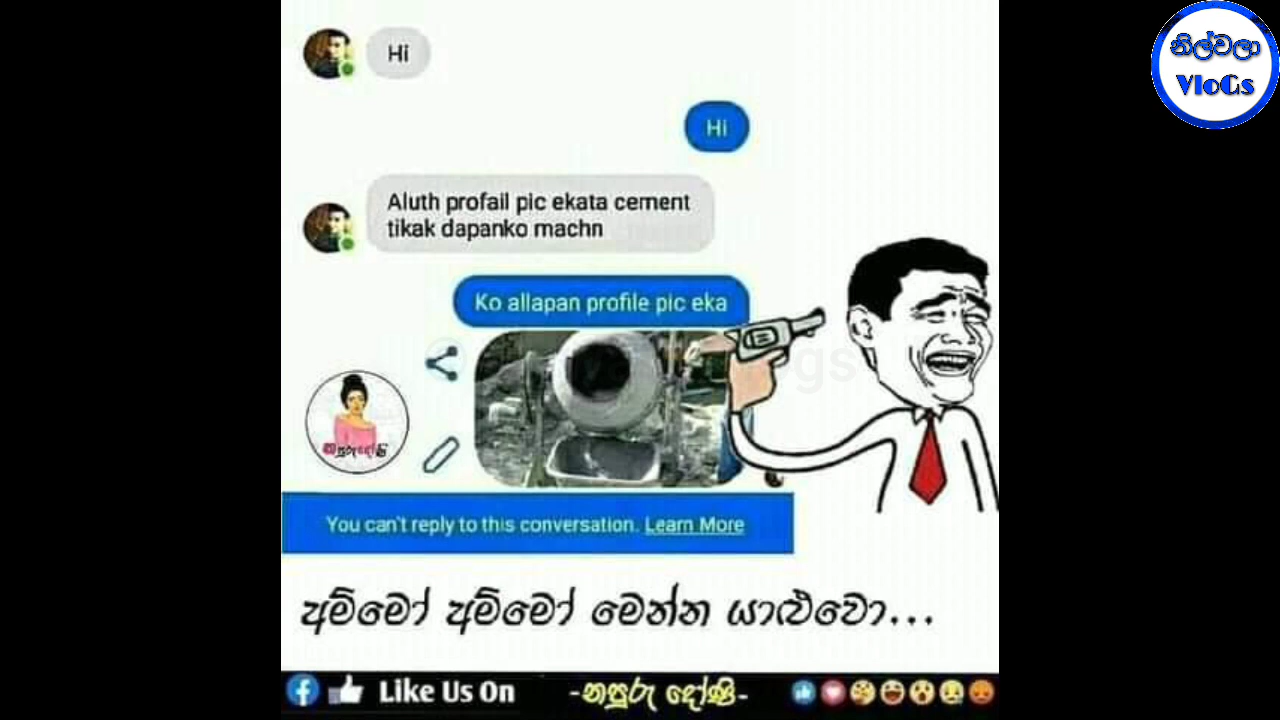 නිල්වලා
VloGs
Hi
Hi
Aluth profail pic ekata cement
tikak dapanko machn
Ko allapan profile pic eka
නපුරු දෝණි
You can't reply to this conversation. Learn More
අම්මෝ අම්මෝ මෙන්න යාළුවො...
Like Us On -නපුරු දෝණි-